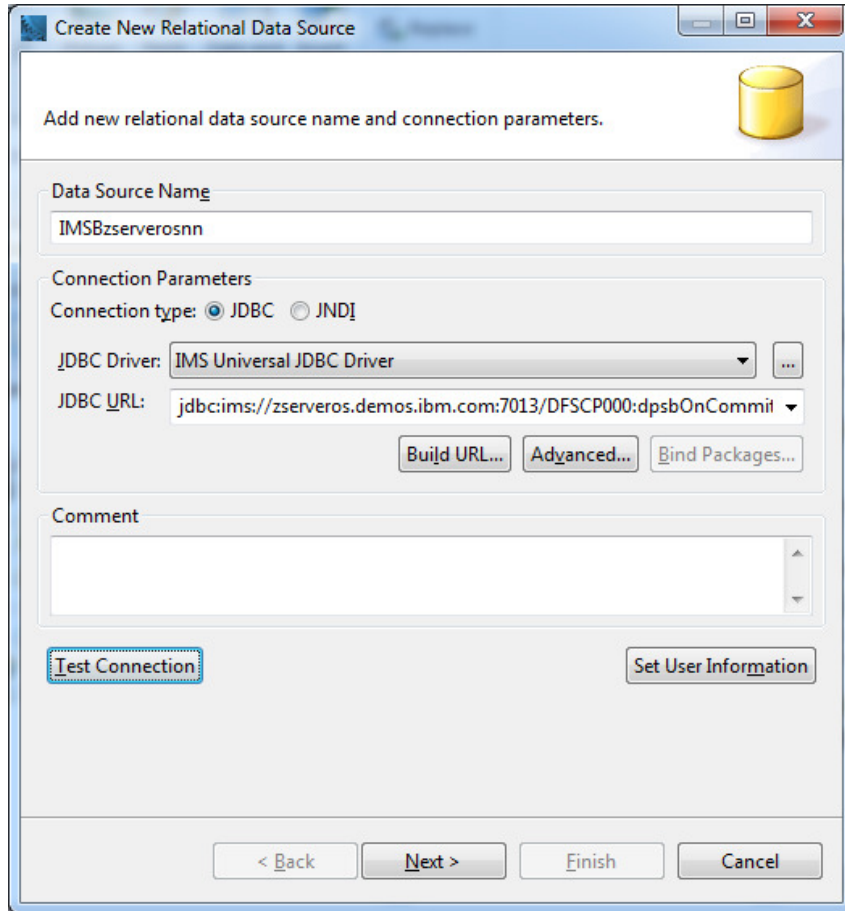 Create New Relational Data Source
Add new relational data source name and connection parameters.
Data Source Name
IMSBzserverosnn
Connection Parameters
Connection type: JDBC JNDI
JDBC Driver: IMS Universal JDBC Driver ...
JDBC URL: jdbc:ims://zserveros.demos.ibm.com:7013/DFSCP000:dpsbOnCommit
Build URL... Advanced... Bind Packages...
Comment
Test Connection Set User Information
< Back Next > Finish Cancel